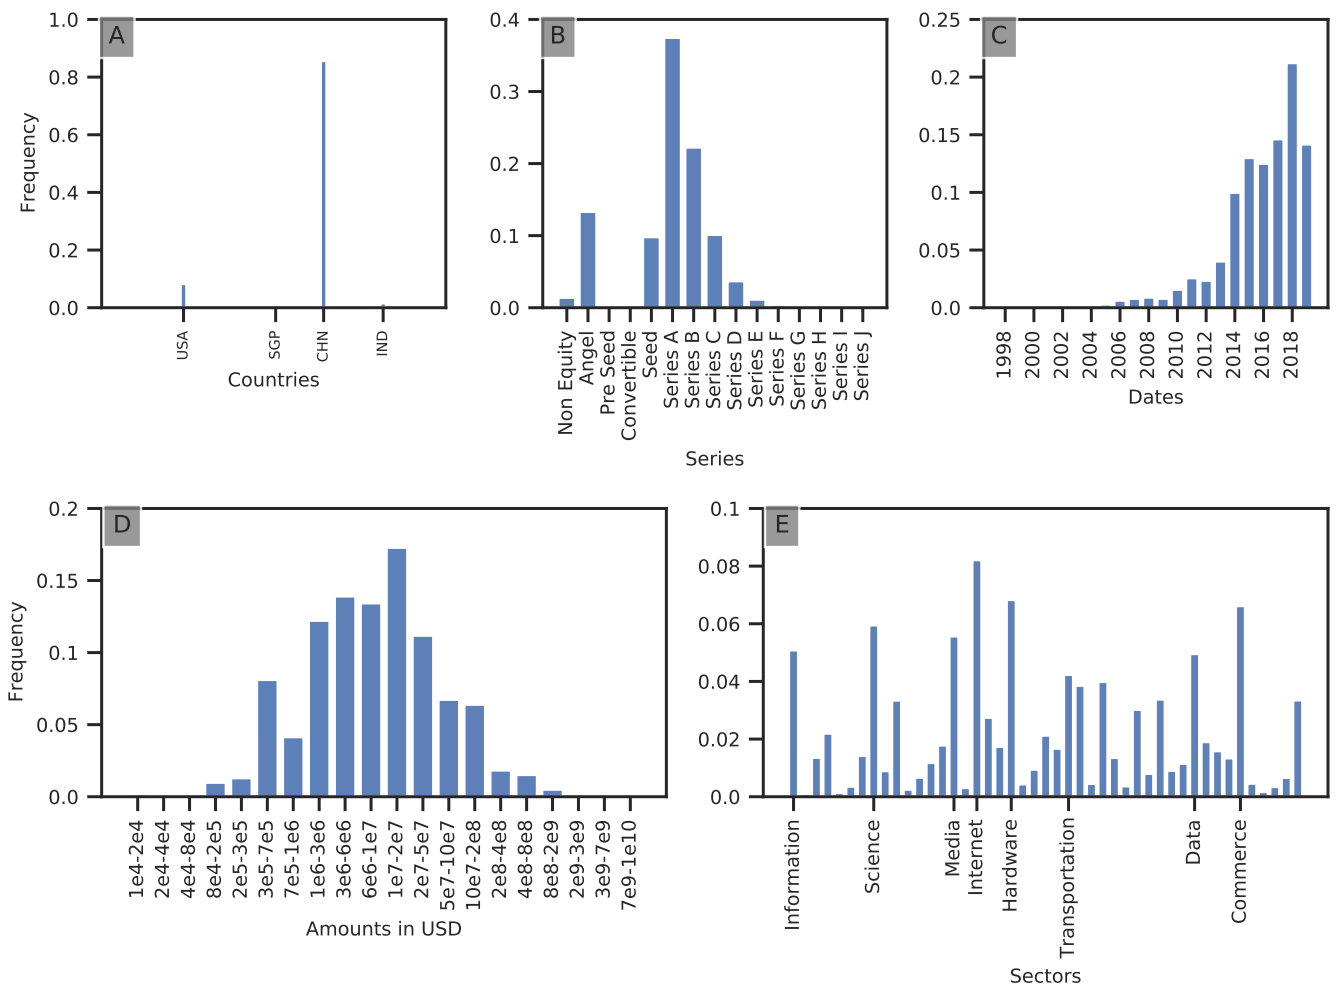 A
1.0
0.8
0.6
0.4
0.2
0.0
Frequency
USA
SGP
CHN
IND
Countries
B
0.4
0.3
0.2
0.1
0.0
Non Equity
Angel
Pre Seed
Convertible
Seed
Series A
Series B
Series C
Series D
Series E
Series F
Series G
Series H
Series I
Series J
Series
C
0.25
0.2
0.15
0.1
0.05
0.0
1998
2000
2002
2004
2006
2008
2010
2012
2014
2016
2018
Dates
D
0.2
0.15
0.1
0.05
0.0
Frequency
1e4-2e4
2e4-4e4
4e4-8e4
8e4-2e5
2e5-3e5
3e5-7e5
7e5-1e6
1e6-3e6
3e6-6e6
6e6-1e7
1e7-2e7
2e7-5e7
5e7-10e7
10e7-2e8
2e8-4e8
4e8-8e8
8e8-2e9
2e9-3e9
3e9-7e9
7e9-1e10
Amounts in USD
E
0.1
0.08
0.06
0.04
0.02
0.0
Information
Science
Media
Internet
Hardware
Transportation
Data
Commerce
Sectors